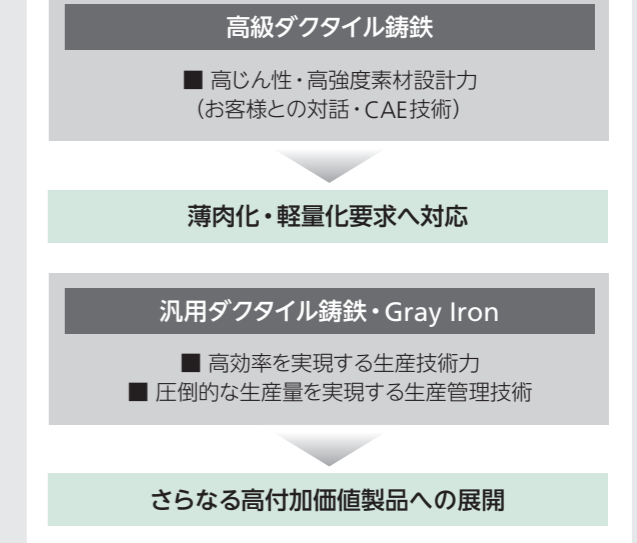 高級ダクタイル鋳鉄
■ 高じん性・高強度素材設計力
（お客様との対話・CAE技術）
薄肉化・軽量化要求へ対応
汎用ダクタイル鋳鉄・Gray Iron
■ 高効率を実現する生産技術力
■ 圧倒的な生産量を実現する生産管理技術
さらなる高付加価値製品への展開